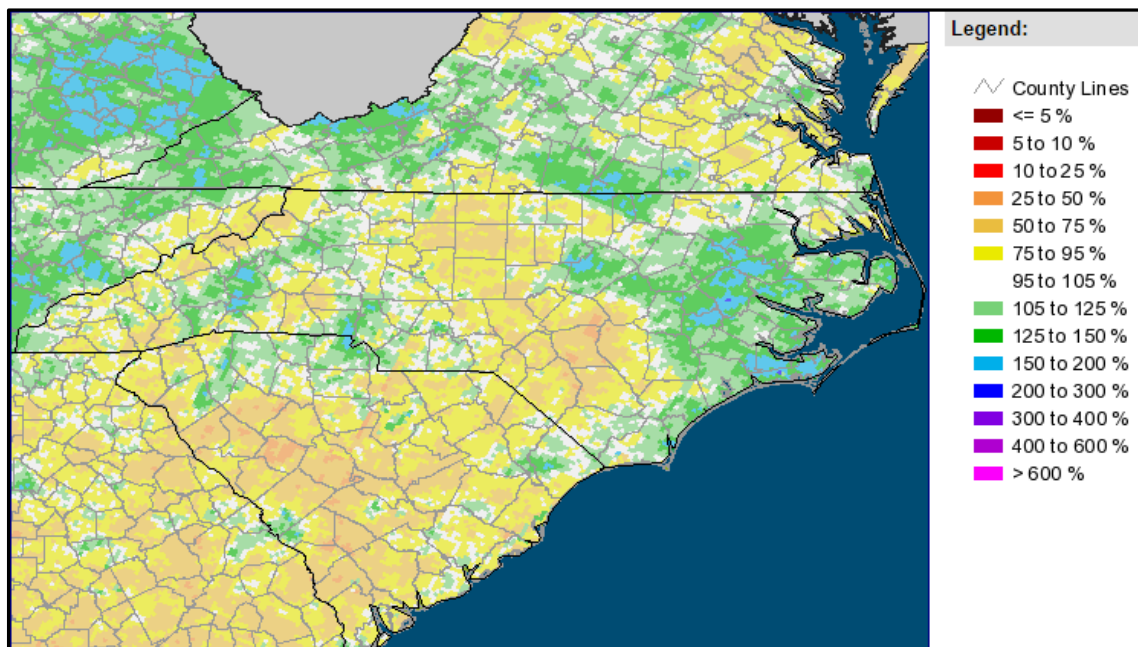 Legend:
County Lines
<= 5 %
5 to 10 %
10 to 25 %
25 to 50 %
50 to 75 %
75 to 95 %
95 to 105 %
105 to 125 %
125 to 150 %
150 to 200 %
200 to 300 %
300 to 400 %
400 to 600 %
> 600 %